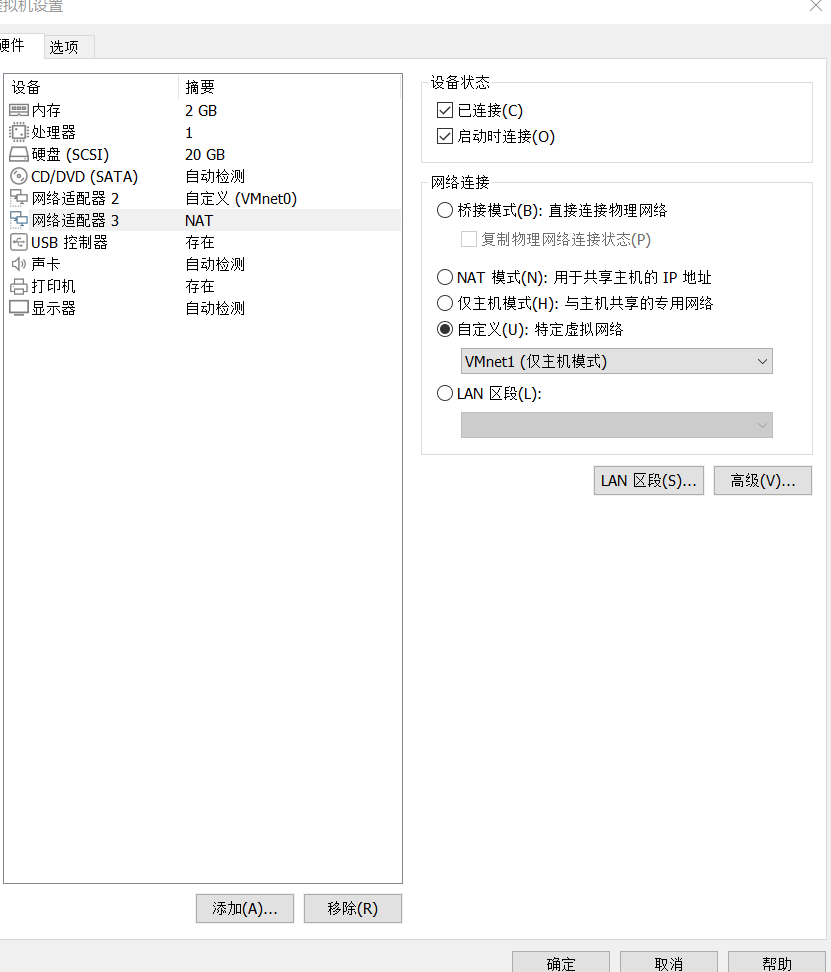 虚拟机设置
硬件
选项
设备
摘要
内存
2 GB
处理器
1
硬盘 (SCSI)
20 GB
CD/DVD (SATA)
自动检测
网络适配器 2
自定义 (VMnet0)
网络适配器 3
NAT
USB 控制器
存在
声卡
自动检测
打印机
存在
显示器
自动检测
添加(A)...
移除(R)
设备状态
已连接(C)
启动时连接(O)
网络连接
桥接模式(B): 直接连接物理网络
复制物理网络连接状态(P)
NAT 模式(N): 用于共享主机的 IP 地址
仅主机模式(H): 与主机共享的专用网络
自定义(U): 特定虚拟网络
VMnet1 (仅主机模式)
LAN 区段(L):
LAN 区段(S)...
高级(V)...
确定
取消
帮助